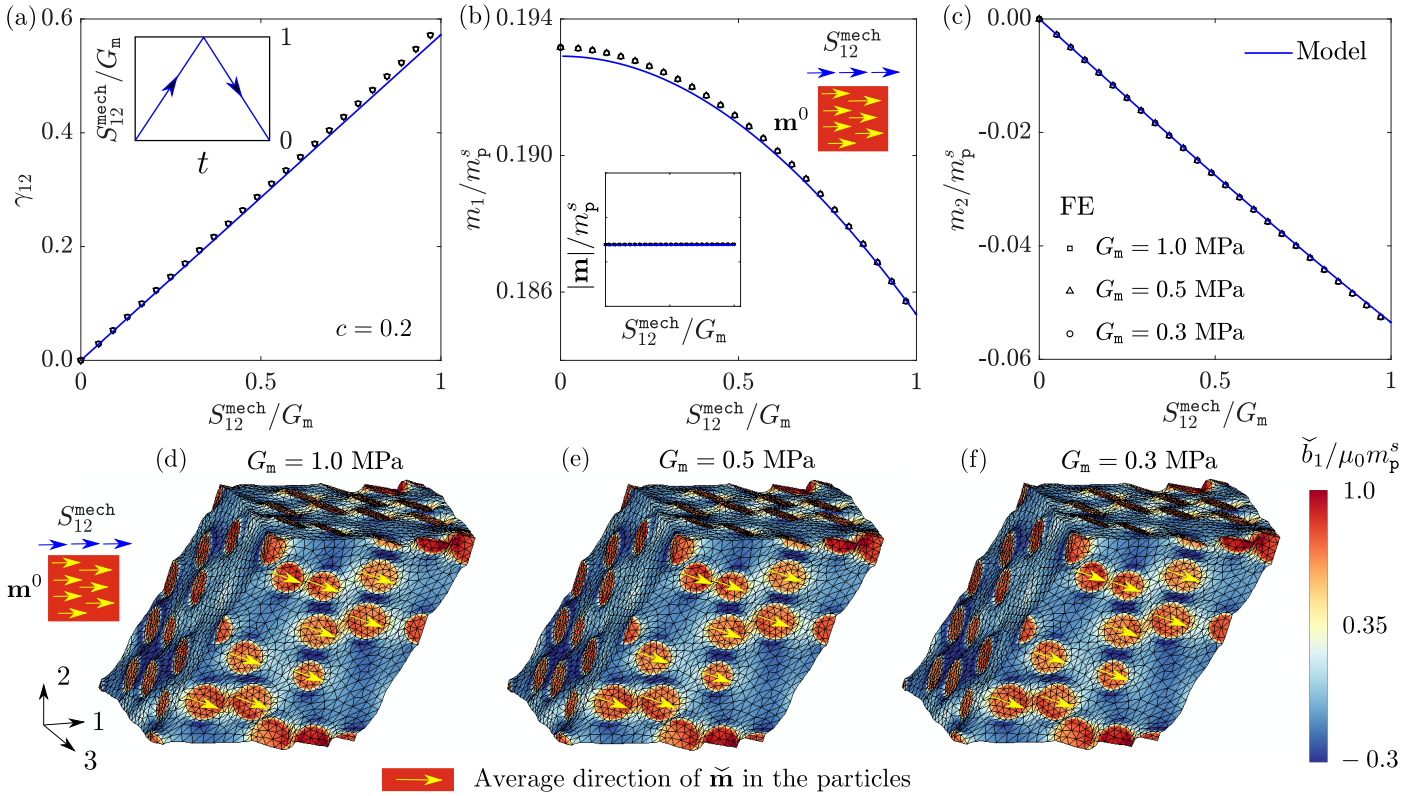 (a)
0.6
0.4
0.2
0.0
γ₁₂
S₁₂ᵐᵉᶜʰ/Gₘ
1
0
t
c = 0.2
0 0.5 1
S₁₂ᵐᵉᶜʰ/Gₘ
(b)
0.194
0.190
0.186
m₁/mₚˢ
S₁₂ᵐᵉᶜʰ
m⁰
|m|/mₚˢ
S₁₂ᵐᵉᶜʰ/Gₘ
0 0.5 1
S₁₂ᵐᵉᶜʰ/Gₘ
(c)
0.00
-0.02
-0.04
-0.06
m₂/mₚˢ
Model
FE
Gₘ = 1.0 MPa
Gₘ = 0.5 MPa
Gₘ = 0.3 MPa
0 0.5 1
S₁₂ᵐᵉᶜʰ/Gₘ
(d) Gₘ = 1.0 MPa
(e) Gₘ = 0.5 MPa
(f) Gₘ = 0.3 MPa
S₁₂ᵐᵉᶜʰ
m⁰
2
1
3
b̆₁/μ₀mₚˢ
1.0
0.35
−0.3
Average direction of m̆ in the particles